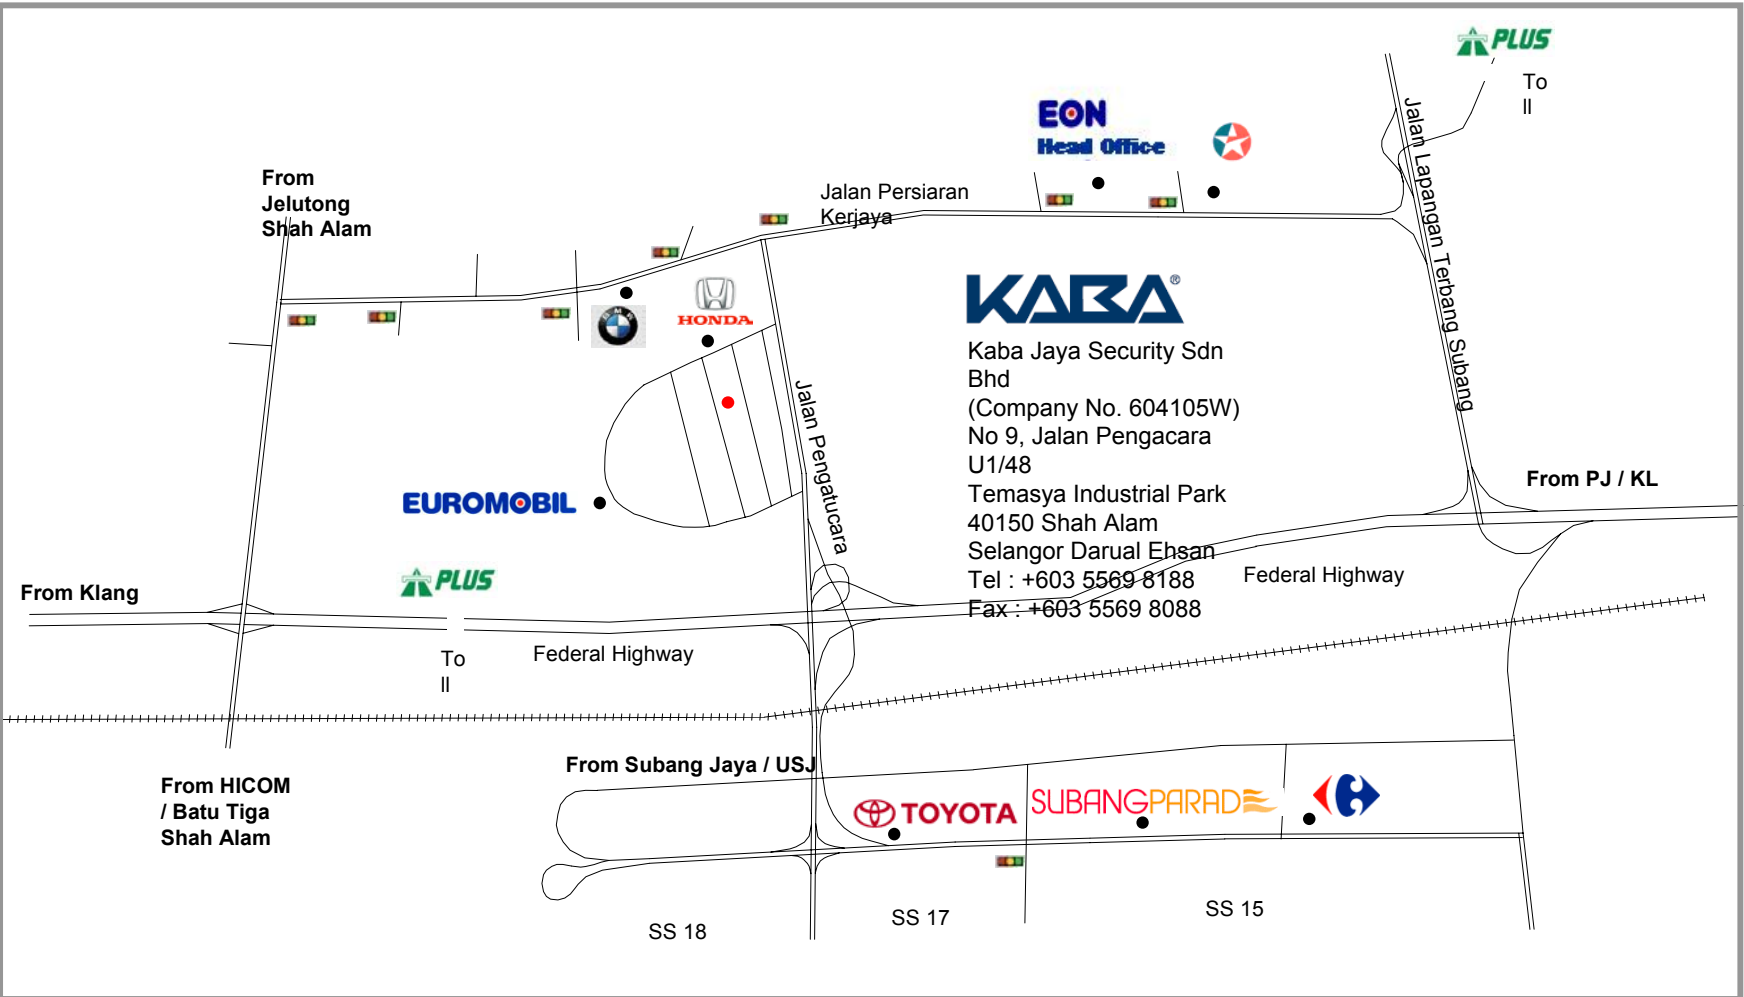 PLUS
To
ll
EON
Head Office
Jalan Lapangan Terbang Subang
From
Jelutong
Shah Alam
Jalan Persiaran
Kerjaya
BMW
HONDA
KABA®
Kaba Jaya Security Sdn
Bhd
(Company No. 604105W)
No 9, Jalan Pengacara
U1/48
Temasya Industrial Park
40150 Shah Alam
Selangor Darual Ehsan
Tel : +603 5569 8188
Fax : +603 5569 8088
Jalan Pengatucara
From PJ / KL
EUROMOBIL
PLUS
From Klang
Federal Highway
To
ll
Federal Highway
From Subang Jaya / USJ
From HICOM
/ Batu Tiga
Shah Alam
TOYOTA
SUBANGPARADE
SS 18
SS 17
SS 15